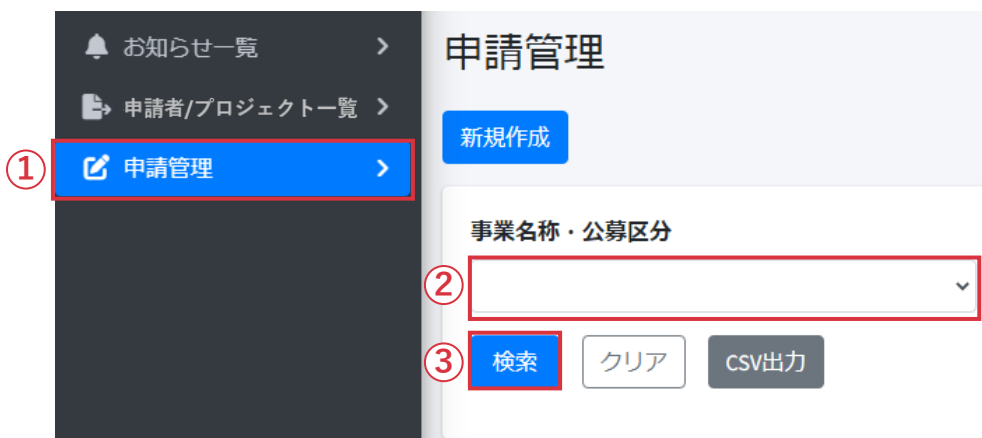 お知らせ一覧
申請者/プロジェクト一覧
① 申請管理
申請管理
新規作成
事業名称・公募区分
②
③ 検索 クリア CSV出力